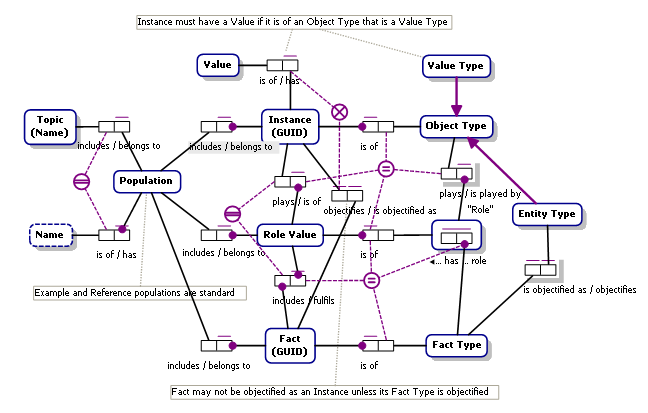 Instance must have a Value if it is of an Object Type that is a Value Type
Value
Value Type
is of / has
Topic
(Name)
Instance
(GUID)
Object Type
includes / belongs to
includes / belongs to
is of
Population
plays / is of
objectifies / is objectified as
plays / is played by
"Role"
Entity Type
Name
Role Value
is of / has
includes / belongs to
is of
◄... has ... role
Example and Reference populations are standard
includes / fulfils
is objectified as / objectifies
Fact
(GUID)
Fact Type
includes / belongs to
is of
Fact may not be objectified as an Instance unless its Fact Type is objectified